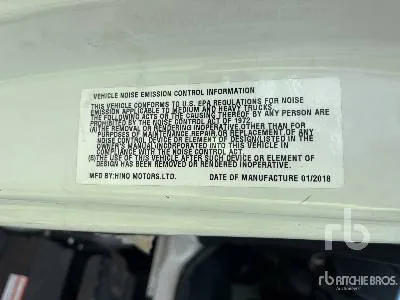 VEHICLE NOISE EMISSION CONTROL INFORMATION
THIS VEHICLE CONFORMS TO U.S. EPA REGULATIONS FOR NOISE
EMISSION APPLICABLE TO MEDIUM AND HEAVY TRUCKS.
THE FOLLOWING ACTS OR THE CAUSING THEREOF BY ANY PERSON ARE
PROHIBITED BY THE NOISE CONTROL ACT OF 1972.
(A) THE REMOVAL OR RENDERING INOPERATIVE, OTHER THAN FOR
PURPOSES OF MAINTENANCE, REPAIR OR REPLACEMENT OF ANY
NOISE CONTROL DEVICE OR ELEMENT OF DESIGN (LISTED IN THE
OWNER'S MANUAL) INCORPORATED INTO THIS VEHICLE IN
COMPLIANCE WITH THE NOISE CONTROL ACT.
(B) THE USE OF THIS VEHICLE AFTER SUCH DEVICE OR ELEMENT OF
DESIGN HAS BEEN REMOVED OR RENDERED INOPERATIVE.
MFD BY: HINO MOTORS, LTD. DATE OF MANUFACTURE 01/2018
rb
rb RITCHIE BROS.
Auctioneers